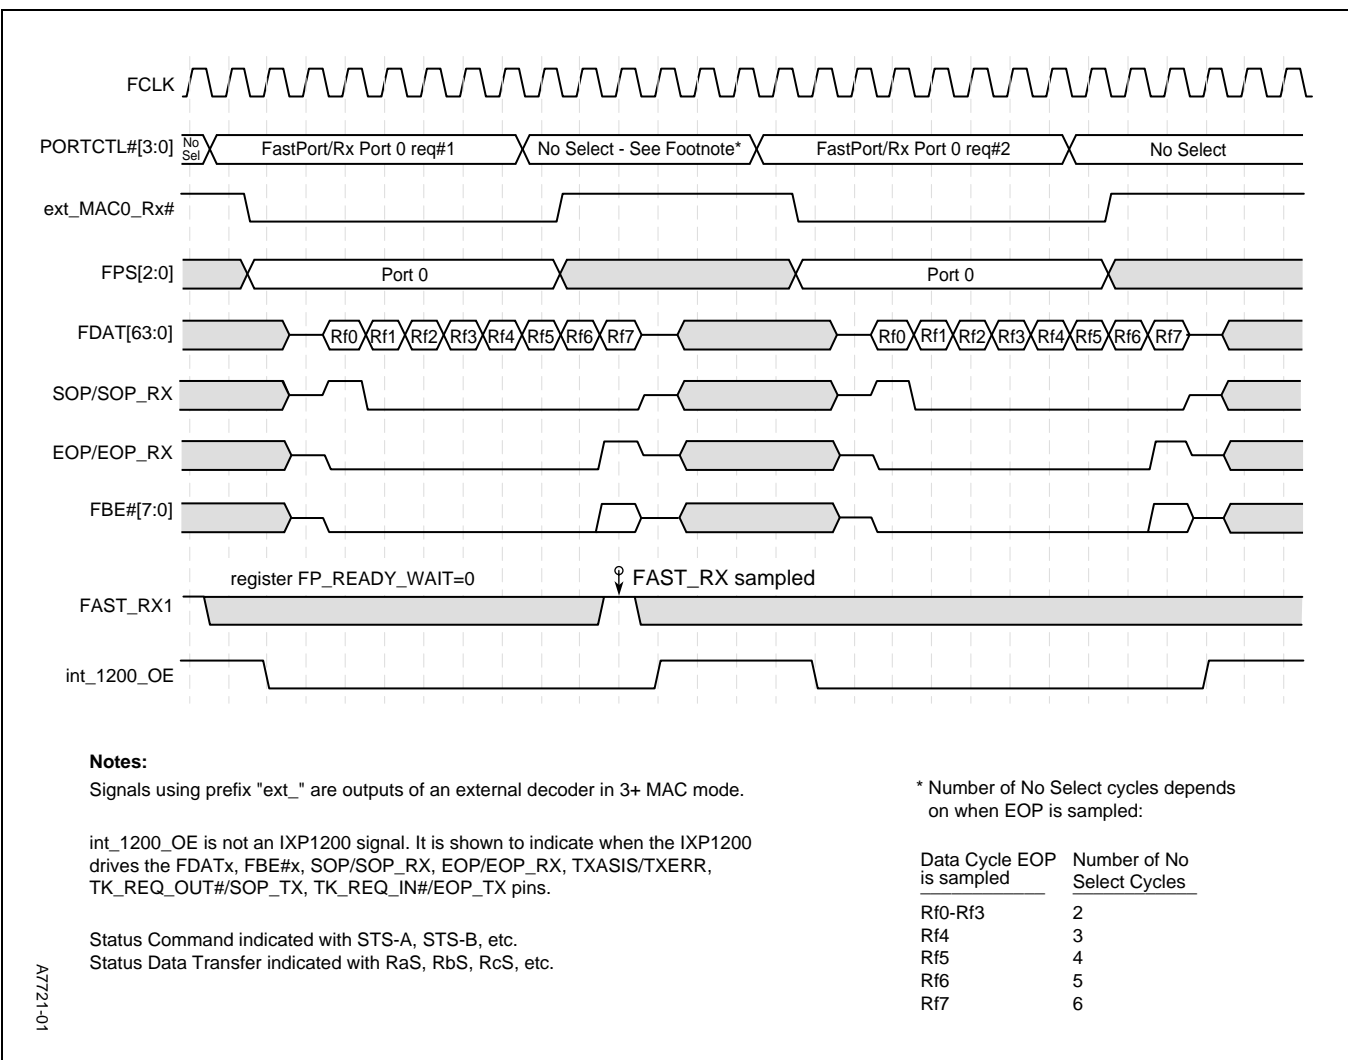 FCLK
PORTCTL#[3:0] No Sel FastPort/Rx Port 0 req#1 No Select - See Footnote* FastPort/Rx Port 0 req#2 No Select
ext_MAC0_Rx#
FPS[2:0] Port 0 Port 0
FDAT[63:0] Rf0 Rf1 Rf2 Rf3 Rf4 Rf5 Rf6 Rf7 Rf0 Rf1 Rf2 Rf3 Rf4 Rf5 Rf6 Rf7
SOP/SOP_RX
EOP/EOP_RX
FBE#[7:0]
register FP_READY_WAIT=0 FAST_RX sampled
FAST_RX1
int_1200_OE
Notes:
Signals using prefix "ext_" are outputs of an external decoder in 3+ MAC mode.
int_1200_OE is not an IXP1200 signal. It is shown to indicate when the IXP1200
drives the FDATx, FBE#x, SOP/SOP_RX, EOP/EOP_RX, TXASIS/TXERR,
TK_REQ_OUT#/SOP_TX, TK_REQ_IN#/EOP_TX pins.
Status Command indicated with STS-A, STS-B, etc.
Status Data Transfer indicated with RaS, RbS, RcS, etc.
* Number of No Select cycles depends
on when EOP is sampled:
Data Cycle EOP Number of No
is sampled Select Cycles
Rf0-Rf3 2
Rf4 3
Rf5 4
Rf6 5
Rf7 6
A7721-01